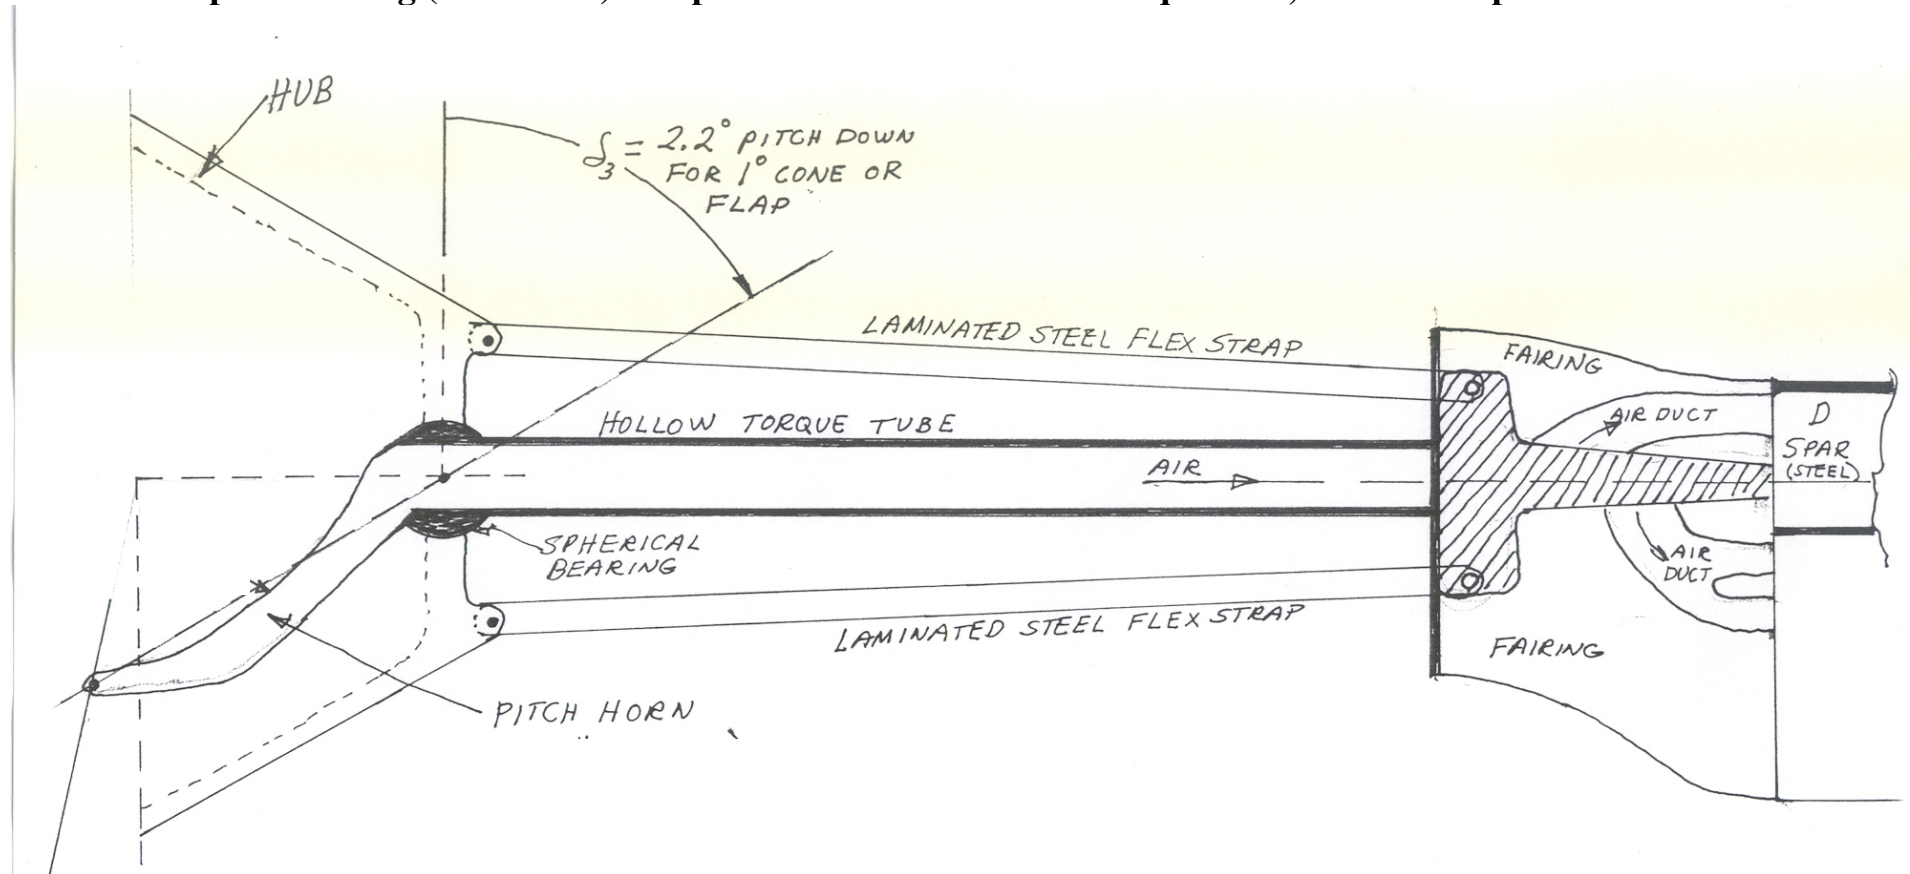 HUB
δ3 = 2.2° PITCH DOWN
FOR 1° CONE OR
FLAP
LAMINATED STEEL FLEX STRAP
FAIRING
HOLLOW TORQUE TUBE
AIR DUCT
D
SPAR
(STEEL)
AIR
SPHERICAL
BEARING
AIR
DUCT
LAMINATED STEEL FLEX STRAP
FAIRING
PITCH HORN